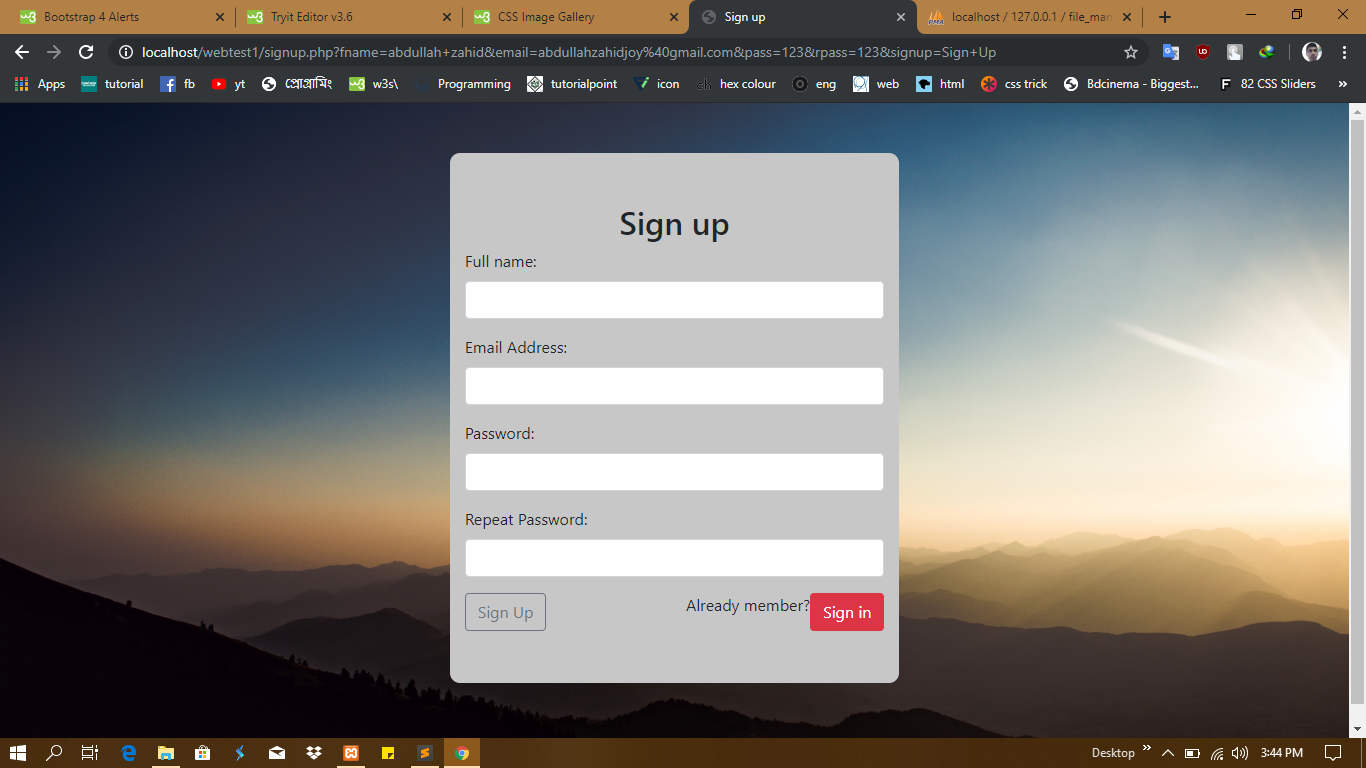 Bootstrap 4 Alerts
Tryit Editor v3.6
CSS Image Gallery
Sign up
localhost / 127.0.0.1 / file_man
localhost/webtest1/signup.php?fname=abdullah+zahid&email=abdullahzahidjoy%40gmail.com&pass=123&rpass=123&signup=Sign+Up
Apps tutorial fb yt প্রোগ্রামিং w3s\ Programming tutorialpoint icon hex colour eng web html css trick Bdcinema - Biggest... 82 CSS Sliders »
Sign up
Full name:
Email Address:
Password:
Repeat Password:
Sign Up
Already member?
Sign in
Desktop »
3:44 PM